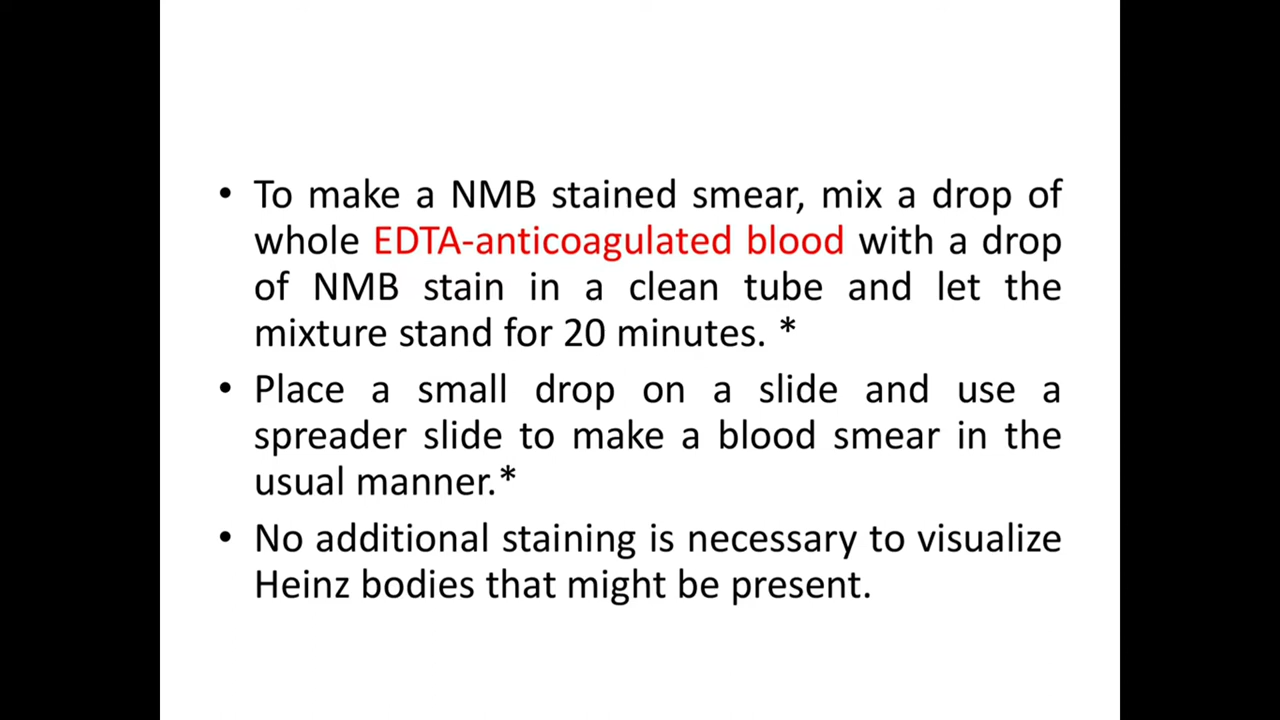 • To make a NMB stained smear, mix a drop of
whole EDTA-anticoagulated blood with a drop
of NMB stain in a clean tube and let the
mixture stand for 20 minutes. *
• Place a small drop on a slide and use a
spreader slide to make a blood smear in the
usual manner.*
• No additional staining is necessary to visualize
Heinz bodies that might be present.